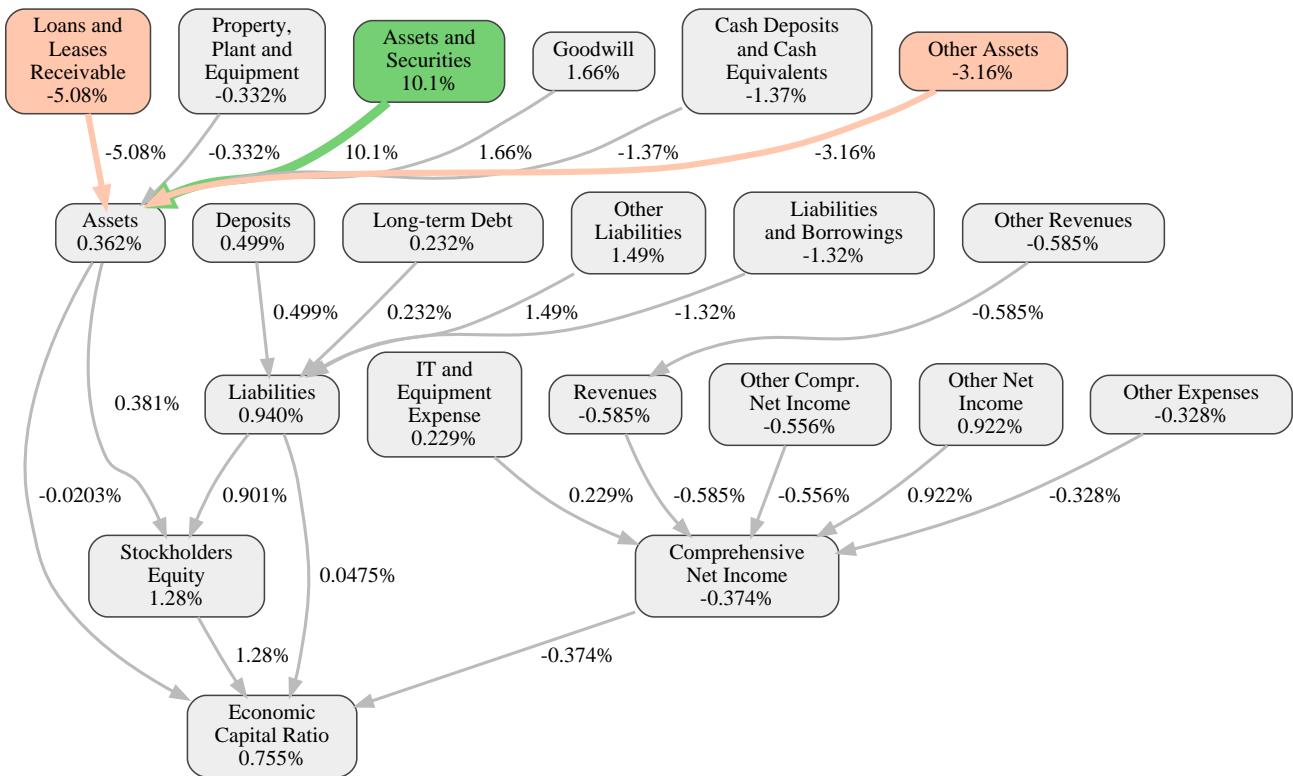 Loans and
Leases
Receivable
-5.08%
Property,
Plant and
Equipment
-0.332%
Assets and
Securities
10.1%
Goodwill
1.66%
Cash Deposits
and Cash
Equivalents
-1.37%
Other Assets
-3.16%
-5.08%
-0.332%
10.1%
1.66%
-1.37%
-3.16%
Assets
0.362%
Deposits
0.499%
Long-term Debt
0.232%
Other
Liabilities
1.49%
Liabilities
and Borrowings
-1.32%
Other Revenues
-0.585%
0.499%
0.232%
1.49%
-1.32%
-0.585%
0.381%
Liabilities
0.940%
IT and
Equipment
Expense
0.229%
Revenues
-0.585%
Other Compr.
Net Income
-0.556%
Other Net
Income
0.922%
Other Expenses
-0.328%
-0.0203%
0.901%
0.229%
-0.585%
-0.556%
0.922%
-0.328%
Stockholders
Equity
1.28%
0.0475%
Comprehensive
Net Income
-0.374%
1.28%
-0.374%
Economic
Capital Ratio
0.755%